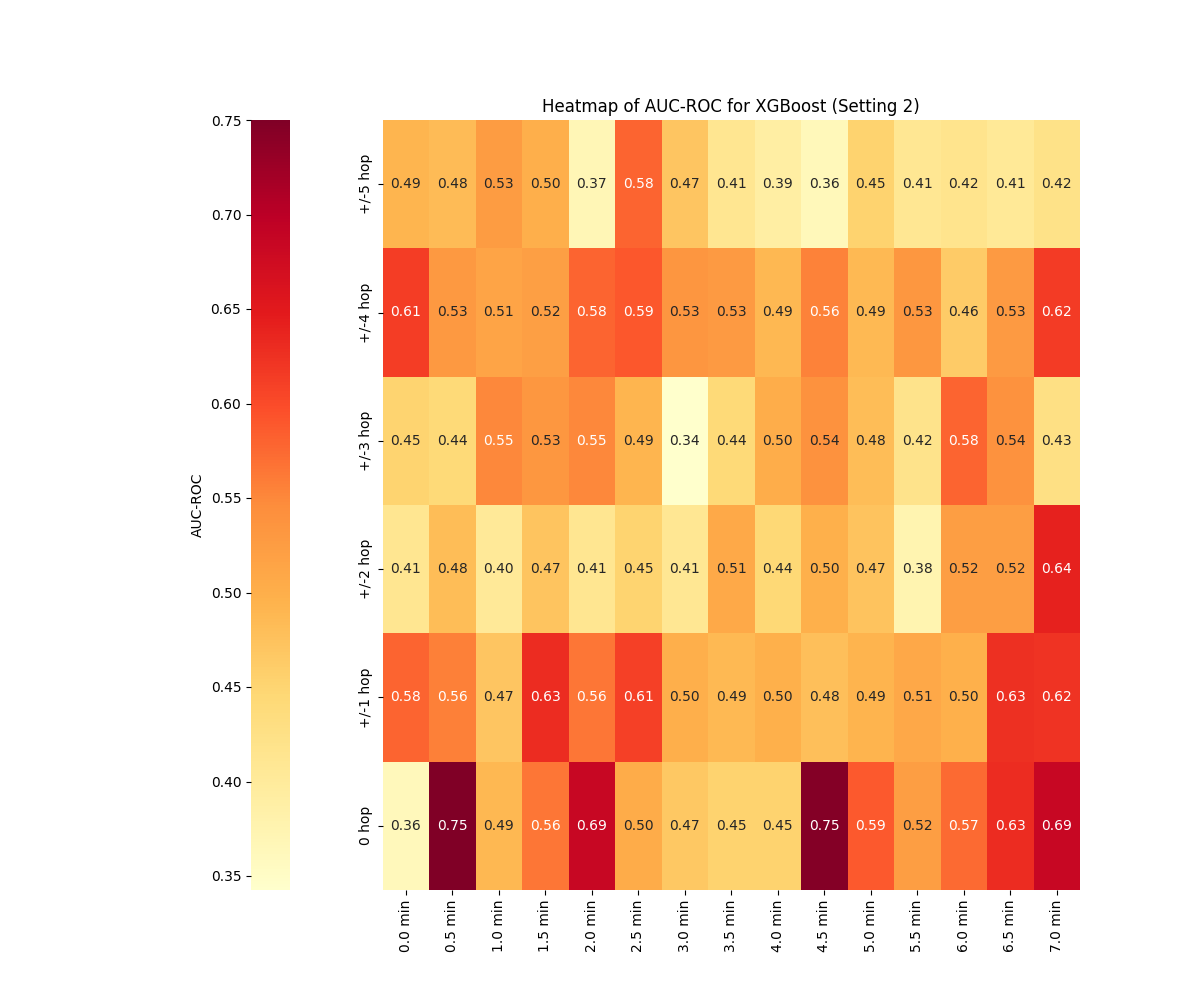 Heatmap of AUC-ROC for XGBoost (Setting 2)
AUC-ROC
0.75
0.70
0.65
0.60
0.55
0.50
0.45
0.40
0.35
+/-5 hop
0.49 0.48 0.53 0.50 0.37 0.58 0.47 0.41 0.39 0.36 0.45 0.41 0.42 0.41 0.42
+/-4 hop
0.61 0.53 0.51 0.52 0.58 0.59 0.53 0.53 0.49 0.56 0.49 0.53 0.46 0.53 0.62
+/-3 hop
0.45 0.44 0.55 0.53 0.55 0.49 0.34 0.44 0.50 0.54 0.48 0.42 0.58 0.54 0.43
+/-2 hop
0.41 0.48 0.40 0.47 0.41 0.45 0.41 0.51 0.44 0.50 0.47 0.38 0.52 0.52 0.64
+/-1 hop
0.58 0.56 0.47 0.63 0.56 0.61 0.50 0.49 0.50 0.48 0.49 0.51 0.50 0.63 0.62
0 hop
0.36 0.75 0.49 0.56 0.69 0.50 0.47 0.45 0.45 0.75 0.59 0.52 0.57 0.63 0.69
0.0 min
0.5 min
1.0 min
1.5 min
2.0 min
2.5 min
3.0 min
3.5 min
4.0 min
4.5 min
5.0 min
5.5 min
6.0 min
6.5 min
7.0 min